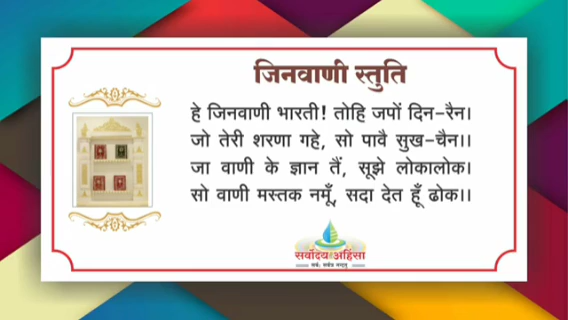 जिनवाणी स्तुति
हे जिनवाणी भारती! तोहि जपों दिन-रैन।
जो तेरी शरणा गहे, सो पावै सुख-चैन।।
जा वाणी के ज्ञान तैं, सूझे लोकालोक।
सो वाणी मस्तक नमूँ, सदा देत हूँ ढोक।।
सर्वोदय अहिंसा